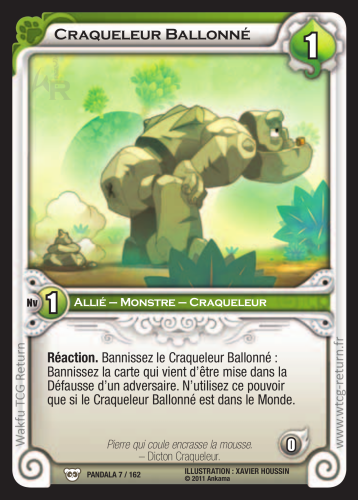 CRAQUELEUR BALLONNÉ
1
WR
Nv 1
ALLIÉ – MONSTRE – CRAQUELEUR
Réaction. Bannissez le Craqueleur Ballonné :
Bannissez la carte qui vient d'être mise dans la
Défausse d'un adversaire. N'utilisez ce pouvoir
que si le Craqueleur Ballonné est dans le Monde.
Pierre qui coule encrasse la mousse.
– Dicton Craqueleur.
0
PANDALA 7 / 162
ILLUSTRATION : XAVIER HOUSSIN
© 2011 Ankama
Wakfu TCG Return
www.wtcg-return.fr